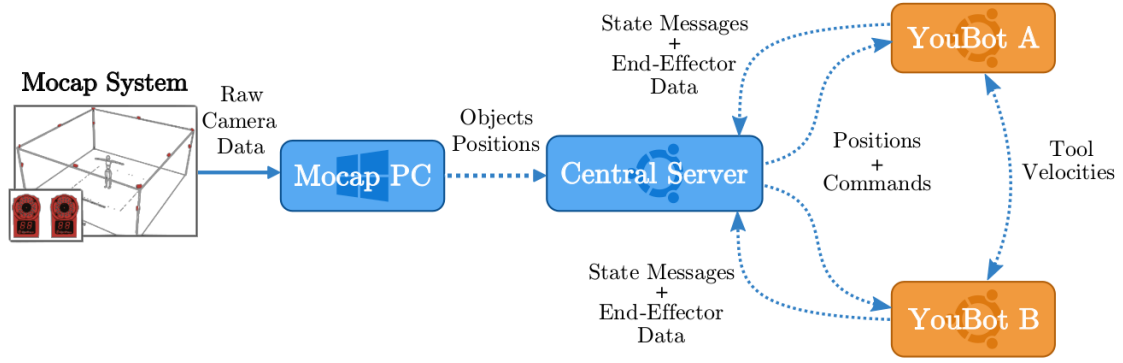 Mocap System
Raw
Camera
Data
Mocap PC
Objects
Positions
Central Server
State Messages
+
End-Effector
Data
YouBot A
Positions
+
Commands
Tool
Velocities
State Messages
+
End-Effector
Data
YouBot B